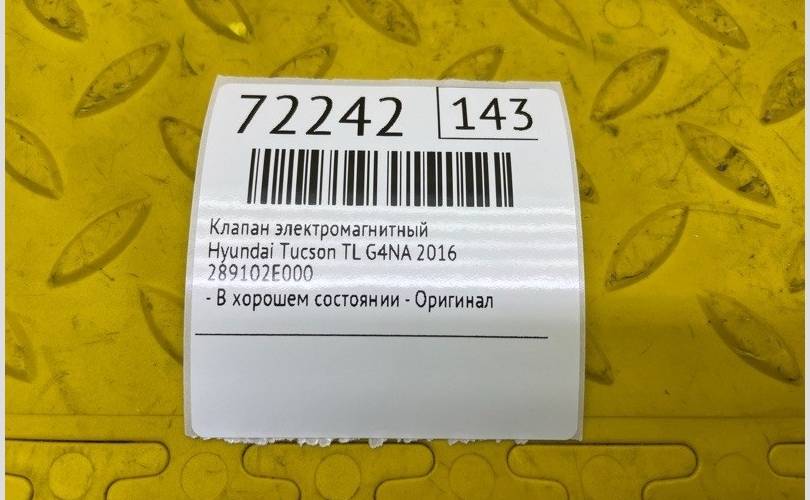 72242 143
Клапан электромагнитный
Hyundai Tucson TL G4NA 2016
289102E000
- В хорошем состоянии - Оригинал